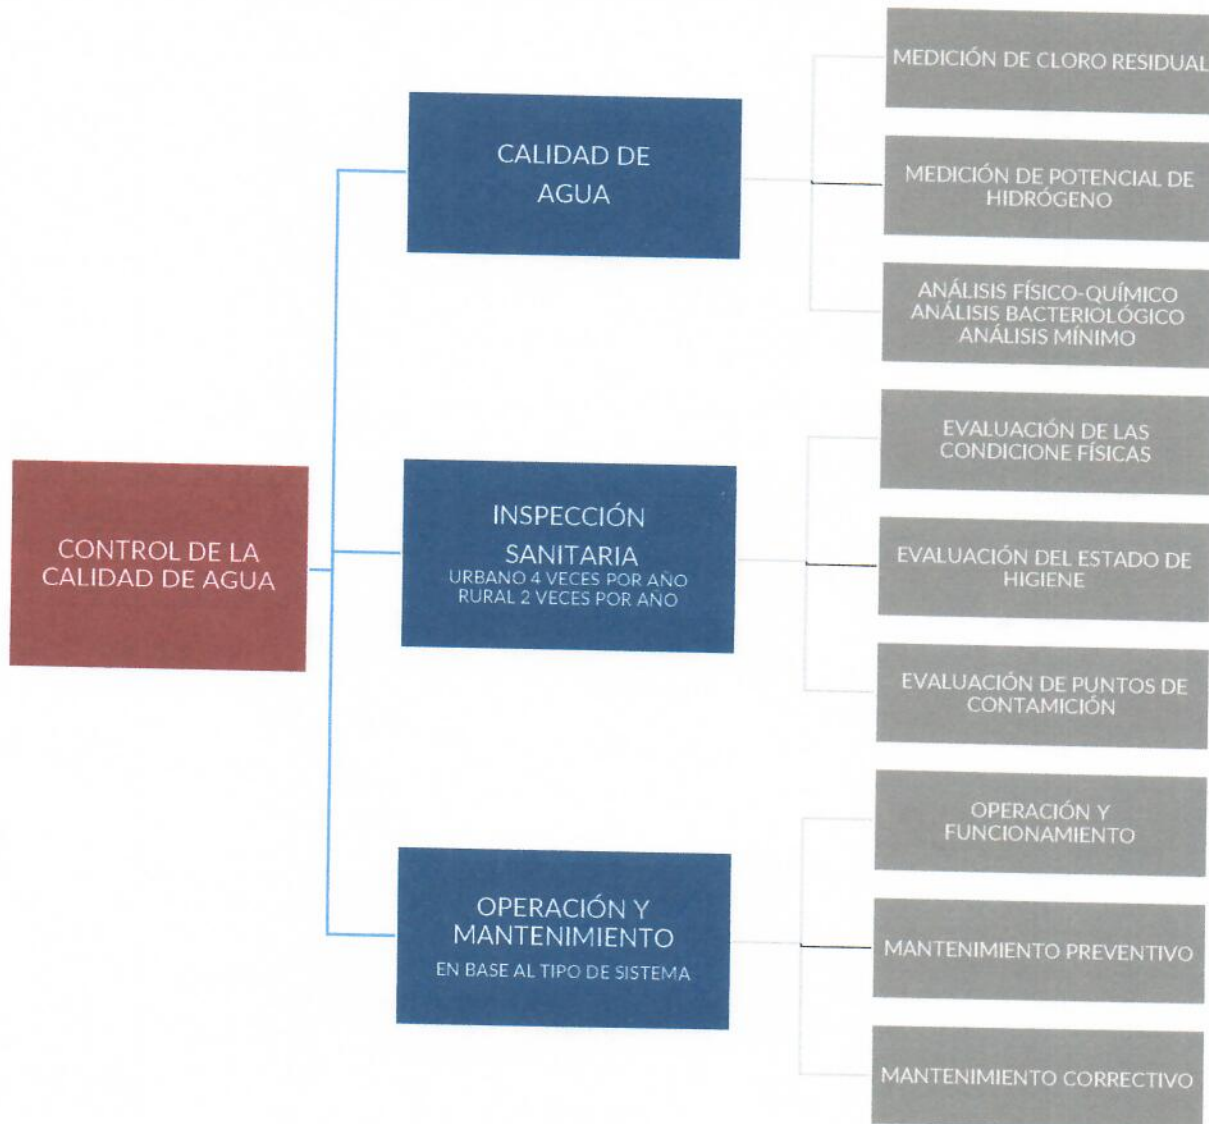 CONTROL DE LA
CALIDAD DE AGUA
CALIDAD DE
AGUA
MEDICIÓN DE CLORO RESIDUAL
MEDICIÓN DE POTENCIAL DE
HIDRÓGENO
ANÁLISIS FÍSICO-QUÍMICO
ANÁLISIS BACTERIOLÓGICO
ANÁLISIS MÍNIMO
INSPECCIÓN
SANITARIA
URBANO 4 VECES POR AÑO
RURAL 2 VECES POR AÑO
EVALUACIÓN DE LAS
CONDICIONE FÍSICAS
EVALUACIÓN DEL ESTADO DE
HIGIENE
EVALUACIÓN DE PUNTOS DE
CONTAMICIÓN
OPERACIÓN Y
MANTENIMIENTO
EN BASE AL TIPO DE SISTEMA
OPERACIÓN Y
FUNCIONAMIENTO
MANTENIMIENTO PREVENTIVO
MANTENIMIENTO CORRECTIVO